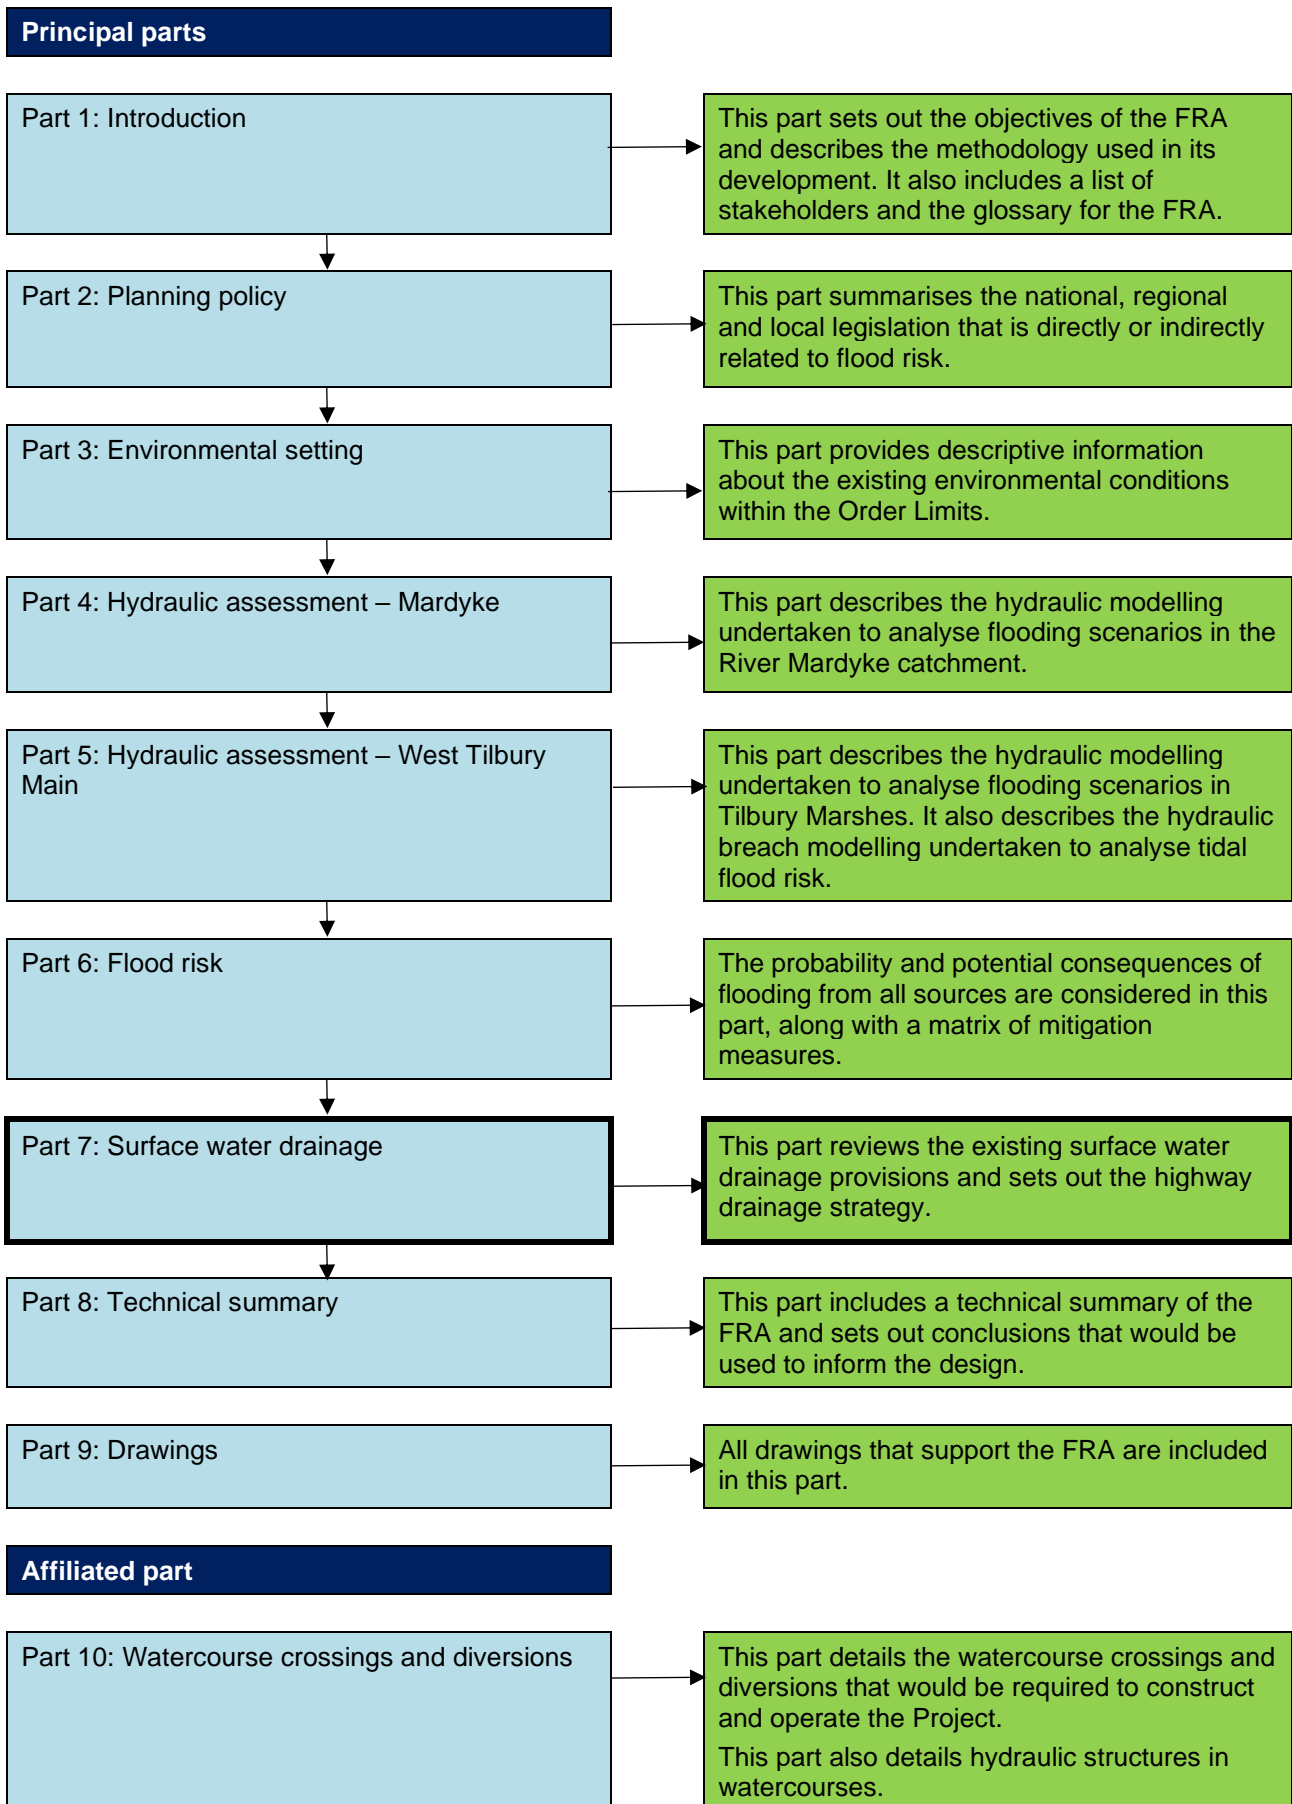 Principal parts
Part 1: Introduction
This part sets out the objectives of the FRA
and describes the methodology used in its
development. It also includes a list of
stakeholders and the glossary for the FRA.
Part 2: Planning policy
This part summarises the national, regional
and local legislation that is directly or indirectly
related to flood risk.
Part 3: Environmental setting
This part provides descriptive information
about the existing environmental conditions
within the Order Limits.
Part 4: Hydraulic assessment – Mardyke
This part describes the hydraulic modelling
undertaken to analyse flooding scenarios in the
River Mardyke catchment.
Part 5: Hydraulic assessment – West Tilbury
Main
This part describes the hydraulic modelling
undertaken to analyse flooding scenarios in
Tilbury Marshes. It also describes the hydraulic
breach modelling undertaken to analyse tidal
flood risk.
Part 6: Flood risk
The probability and potential consequences of
flooding from all sources are considered in this
part, along with a matrix of mitigation
measures.
Part 7: Surface water drainage
This part reviews the existing surface water
drainage provisions and sets out the highway
drainage strategy.
Part 8: Technical summary
This part includes a technical summary of the
FRA and sets out conclusions that would be
used to inform the design.
Part 9: Drawings
All drawings that support the FRA are included
in this part.
Affiliated part
Part 10: Watercourse crossings and diversions
This part details the watercourse crossings and
diversions that would be required to construct
and operate the Project.
This part also details hydraulic structures in
watercourses.